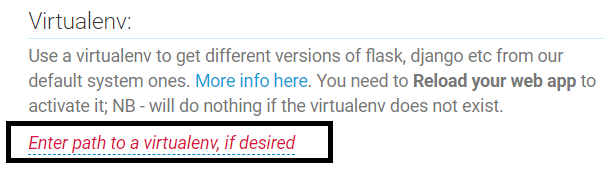 Virtualenv:
Use a virtualenv to get different versions of flask, django etc from our
default system ones. More info here. You need to Reload your web app to
activate it; NB - will do nothing if the virtualenv does not exist.
Enter path to a virtualenv, if desired